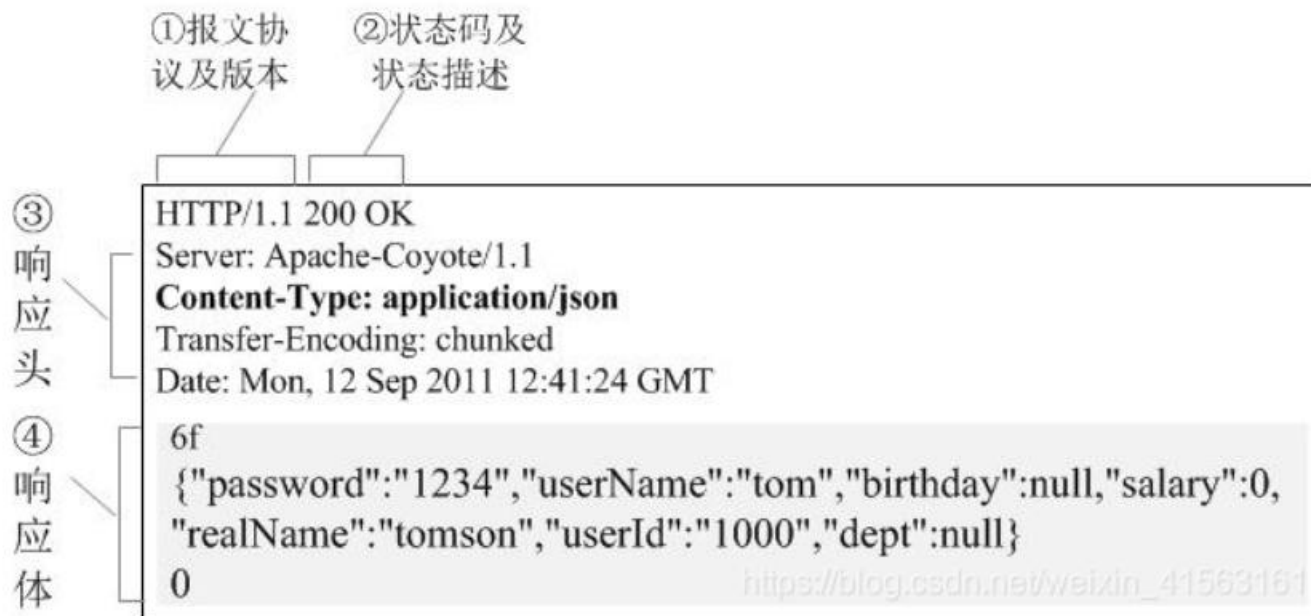 ①报文协
议及版本
②状态码及
状态描述
③
响
应
头
HTTP/1.1 200 OK
Server: Apache-Coyote/1.1
Content-Type: application/json
Transfer-Encoding: chunked
Date: Mon, 12 Sep 2011 12:41:24 GMT
④
响
应
体
6f
{"password":"1234","userName":"tom","birthday":null,"salary":0,
"realName":"tomson","userId":"1000","dept":null}
0
https://blog.csdn.net/weixin_41563161